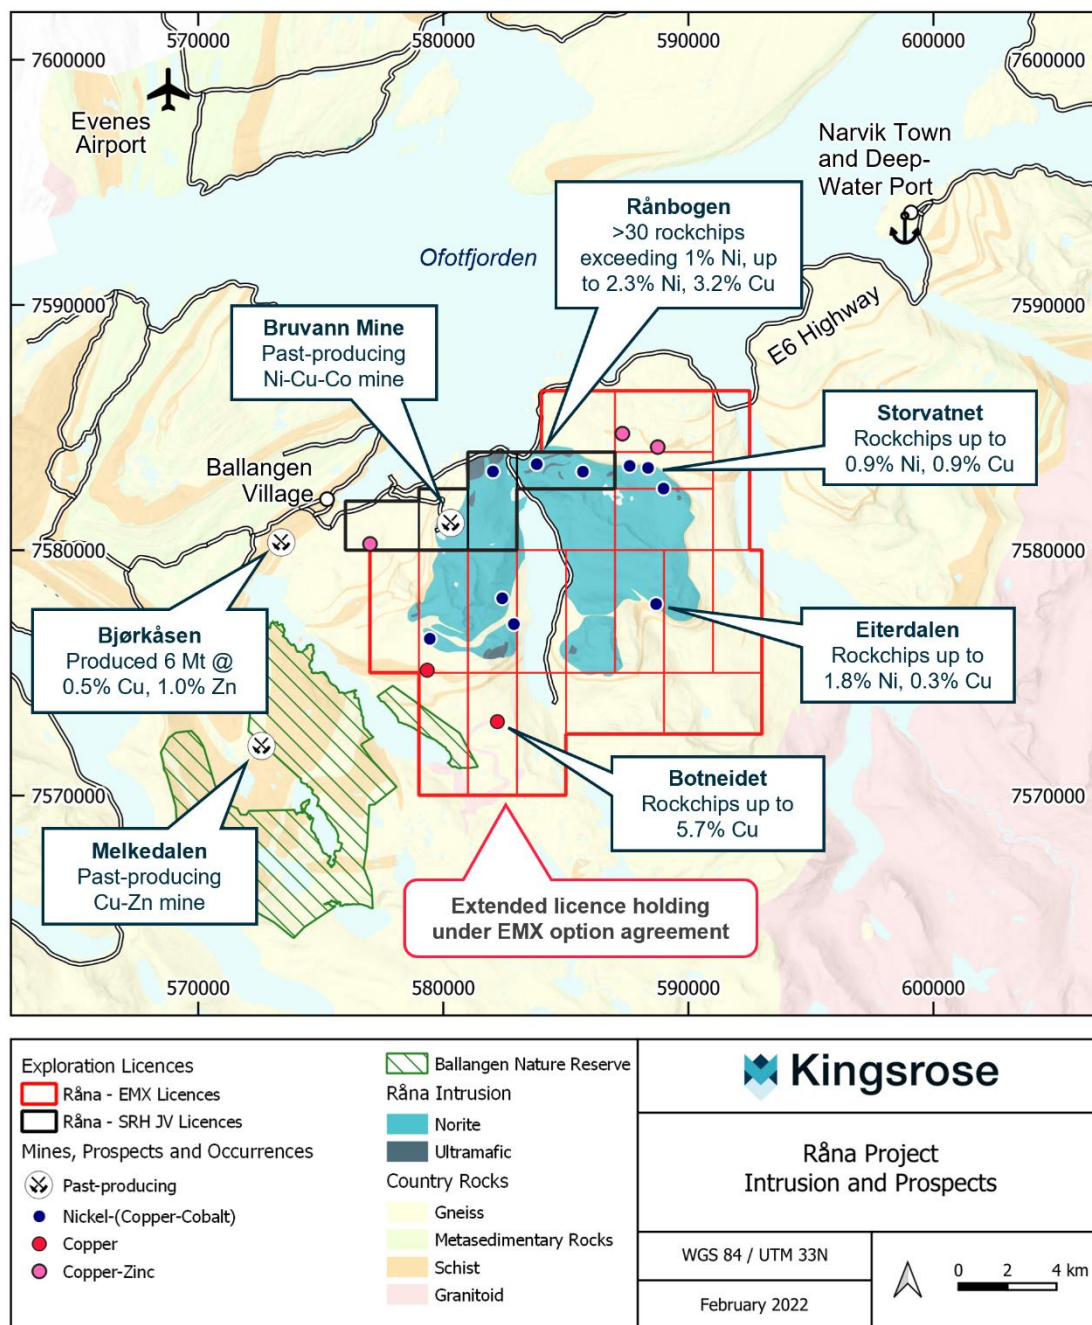 570000
580000
590000
600000
7600000
7600000
Evenes
Airport
Narvik Town
and Deep-
Water Port
Rånbogen
>30 rockchips
exceeding 1% Ni, up
to 2.3% Ni, 3.2% Cu
Ofotfjorden
7590000
7590000
E6 Highway
Bruvann Mine
Past-producing
Ni-Cu-Co mine
Storvatnet
Rockchips up to
0.9% Ni, 0.9% Cu
Ballangen
Village
7580000
7580000
Bjørkåsen
Produced 6 Mt @
0.5% Cu, 1.0% Zn
Eiterdalen
Rockchips up to
1.8% Ni, 0.3% Cu
Botneidet
Rockchips up to
5.7% Cu
7570000
7570000
Melkedalen
Past-producing
Cu-Zn mine
Extended licence holding
under EMX option agreement
570000
580000
590000
600000
Exploration Licences
Råna - EMX Licences
Råna - SRH JV Licences
Mines, Prospects and Occurrences
Past-producing
Nickel-(Copper-Cobalt)
Copper
Copper-Zinc
Ballangen Nature Reserve
Råna Intrusion
Norite
Ultramafic
Country Rocks
Gneiss
Metasedimentary Rocks
Schist
Granitoid
Kingsrose
Råna Project
Intrusion and Prospects
WGS 84 / UTM 33N
February 2022
0 2 4 km